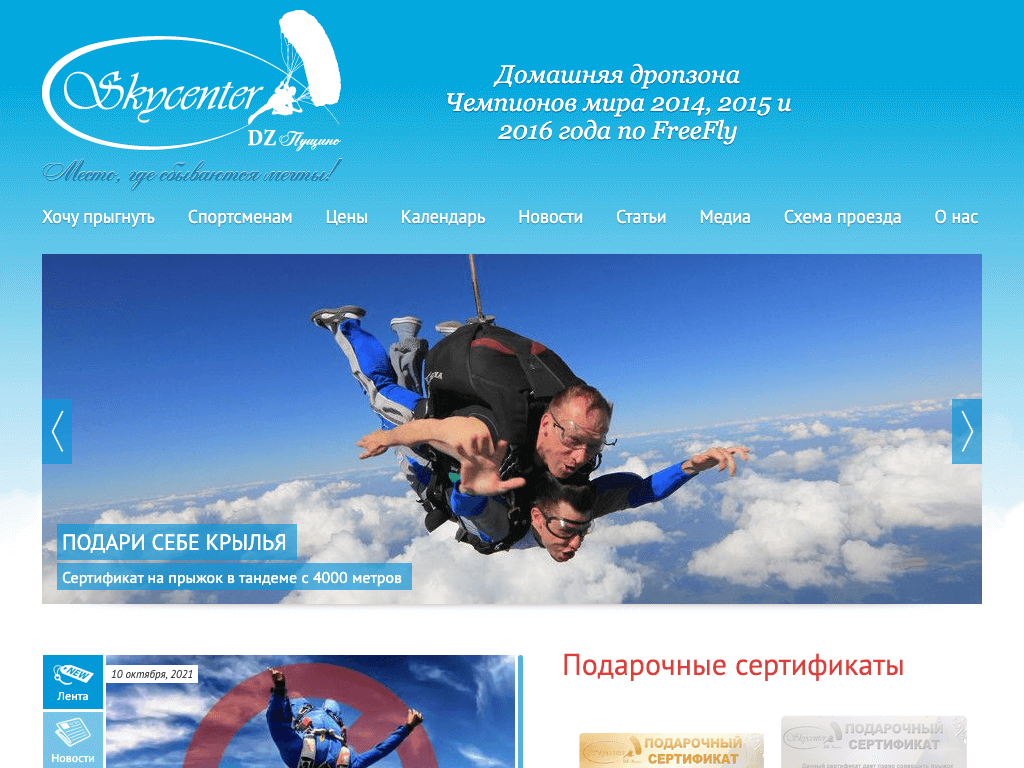 Skycenter
DZ Пущино
Место, где сбываются мечты!
Домашняя дропзона
Чемпионов мира 2014, 2015 и
2016 года по FreeFly
Хочу прыгнуть Спортсменам Цены Календарь Новости Статьи Медиа Схема проезда О нас
ПОДАРИ СЕБЕ КРЫЛЬЯ
Сертификат на прыжок в тандеме с 4000 метров
NEW
Лента
10 октября, 2021
Новости
Подарочные сертификаты
Skycenter
ПОДАРОЧНЫЙ
СЕРТИФИКАТ
Skycenter
ПОДАРОЧНЫЙ
СЕРТИФИКАТ